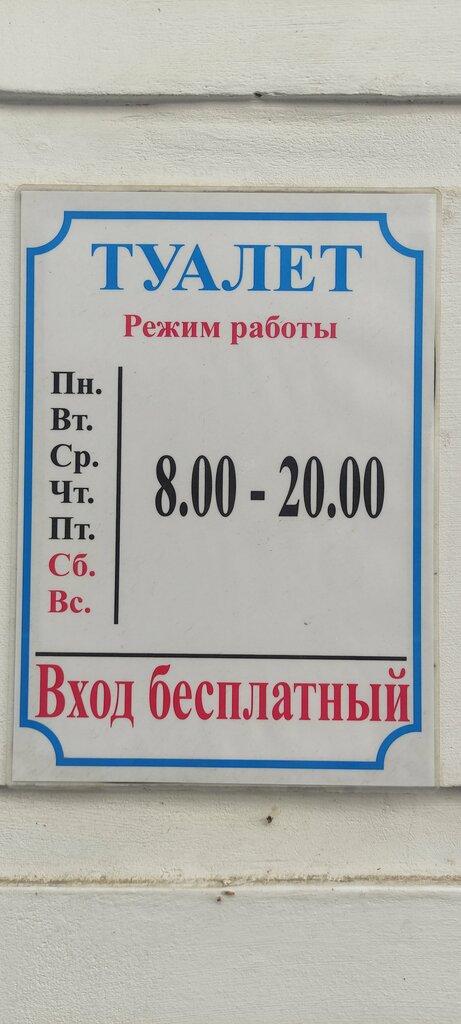 ТУАЛЕТ
Режим работы
Пн.
Вт.
Ср.
Чт.
Пт.
Сб.
Вс.
8.00 - 20.00
Вход бесплатный